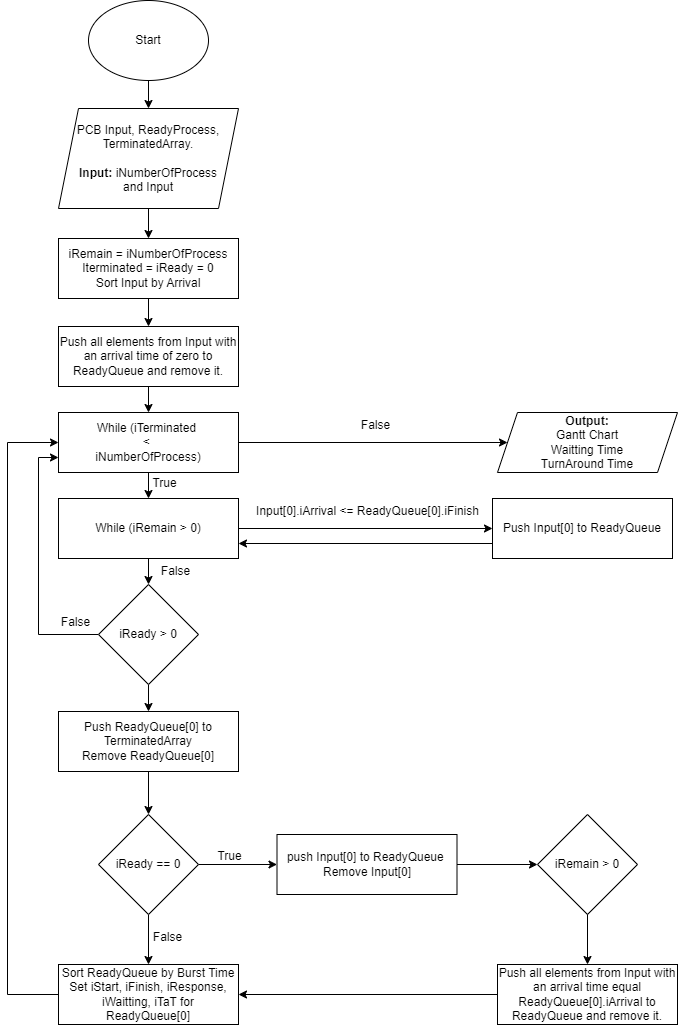 Start
PCB Input, ReadyProcess,
TerminatedArray.
Input: iNumberOfProcess
and Input
iRemain = iNumberOfProcess
Iterminated = iReady = 0
Sort Input by Arrival
Push all elements from Input with
an arrival time of zero to
ReadyQueue and remove it.
While (iTerminated
<
iNumberOfProcess)
False
Output:
Gantt Chart
Waitting Time
TurnAround Time
True
While (iRemain > 0)
Input[0].iArrival <= ReadyQueue[0].iFinish
Push Input[0] to ReadyQueue
False
iReady > 0
False
Push ReadyQueue[0] to
TerminatedArray
Remove ReadyQueue[0]
iReady == 0
True
push Input[0] to ReadyQueue
Remove Input[0]
iRemain > 0
False
Sort ReadyQueue by Burst Time
Set iStart, iFinish, iResponse,
iWaitting, iTaT for
ReadyQueue[0]
Push all elements from Input with
an arrival time equal
ReadyQueue[0].iArrival to
ReadyQueue and remove it.